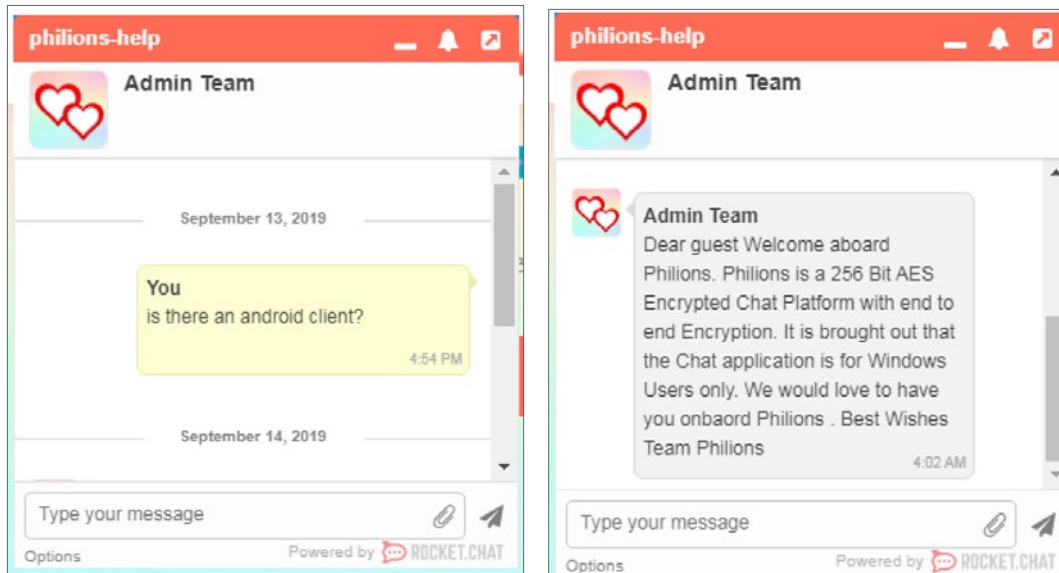 philions-help
Admin Team
September 13, 2019
You
is there an android client?
4:54 PM
September 14, 2019
Type your message
Options
Powered by ROCKET.CHAT
philions-help
Admin Team
Admin Team
Dear guest Welcome aboard
Philions. Philions is a 256 Bit AES
Encrypted Chat Platform with end to
end Encryption. It is brought out that
the Chat application is for Windows
Users only. We would love to have
you onbaord Philions . Best Wishes
Team Philions
4:02 AM
Type your message
Options
Powered by ROCKET.CHAT